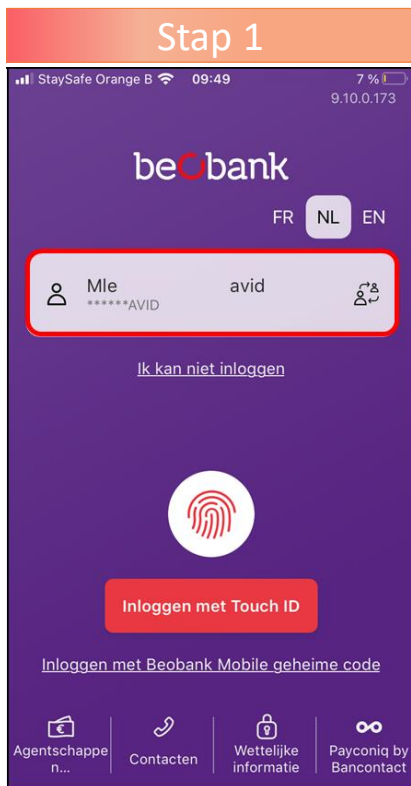 Stap 1
StaySafe Orange B 09:49 7 %
9.10.0.173
beobank
FR NL EN
Mle avid
******AVID
Ik kan niet inloggen
Inloggen met Touch ID
Inloggen met Beobank Mobile geheime code
Agentschappe
n...
Contacten
Wettelijke
informatie
Payconiq by
Bancontact